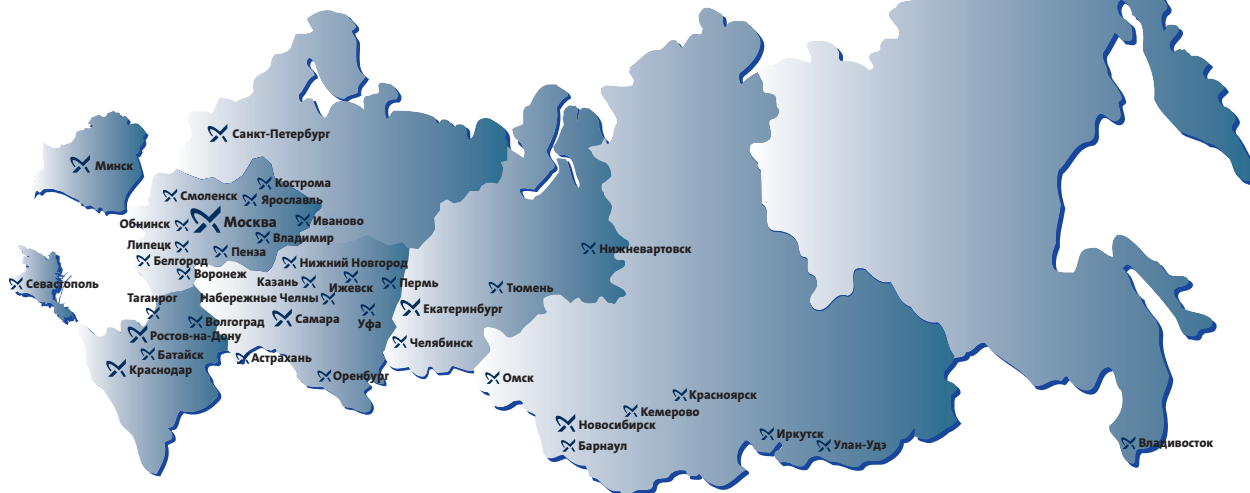 Санкт-Петербург
Минск
Кострома
Смоленск
Ярославль
Москва
Иваново
Обнинск
Владимир
Липецк
Пенза
Белгород
Нижний Новгород
Нижневартовск
Воронеж
Севастополь
Казань
Ижевск
Пермь
Тюмень
Таганрог
Набережные Челны
Екатеринбург
Волгоград
Самара
Уфа
Ростов-на-Дону
Челябинск
Батайск
Астрахань
Краснодар
Оренбург
Омск
Красноярск
Кемерово
Новосибирск
Иркутск
Владивосток
Барнаул
Улан-Удэ